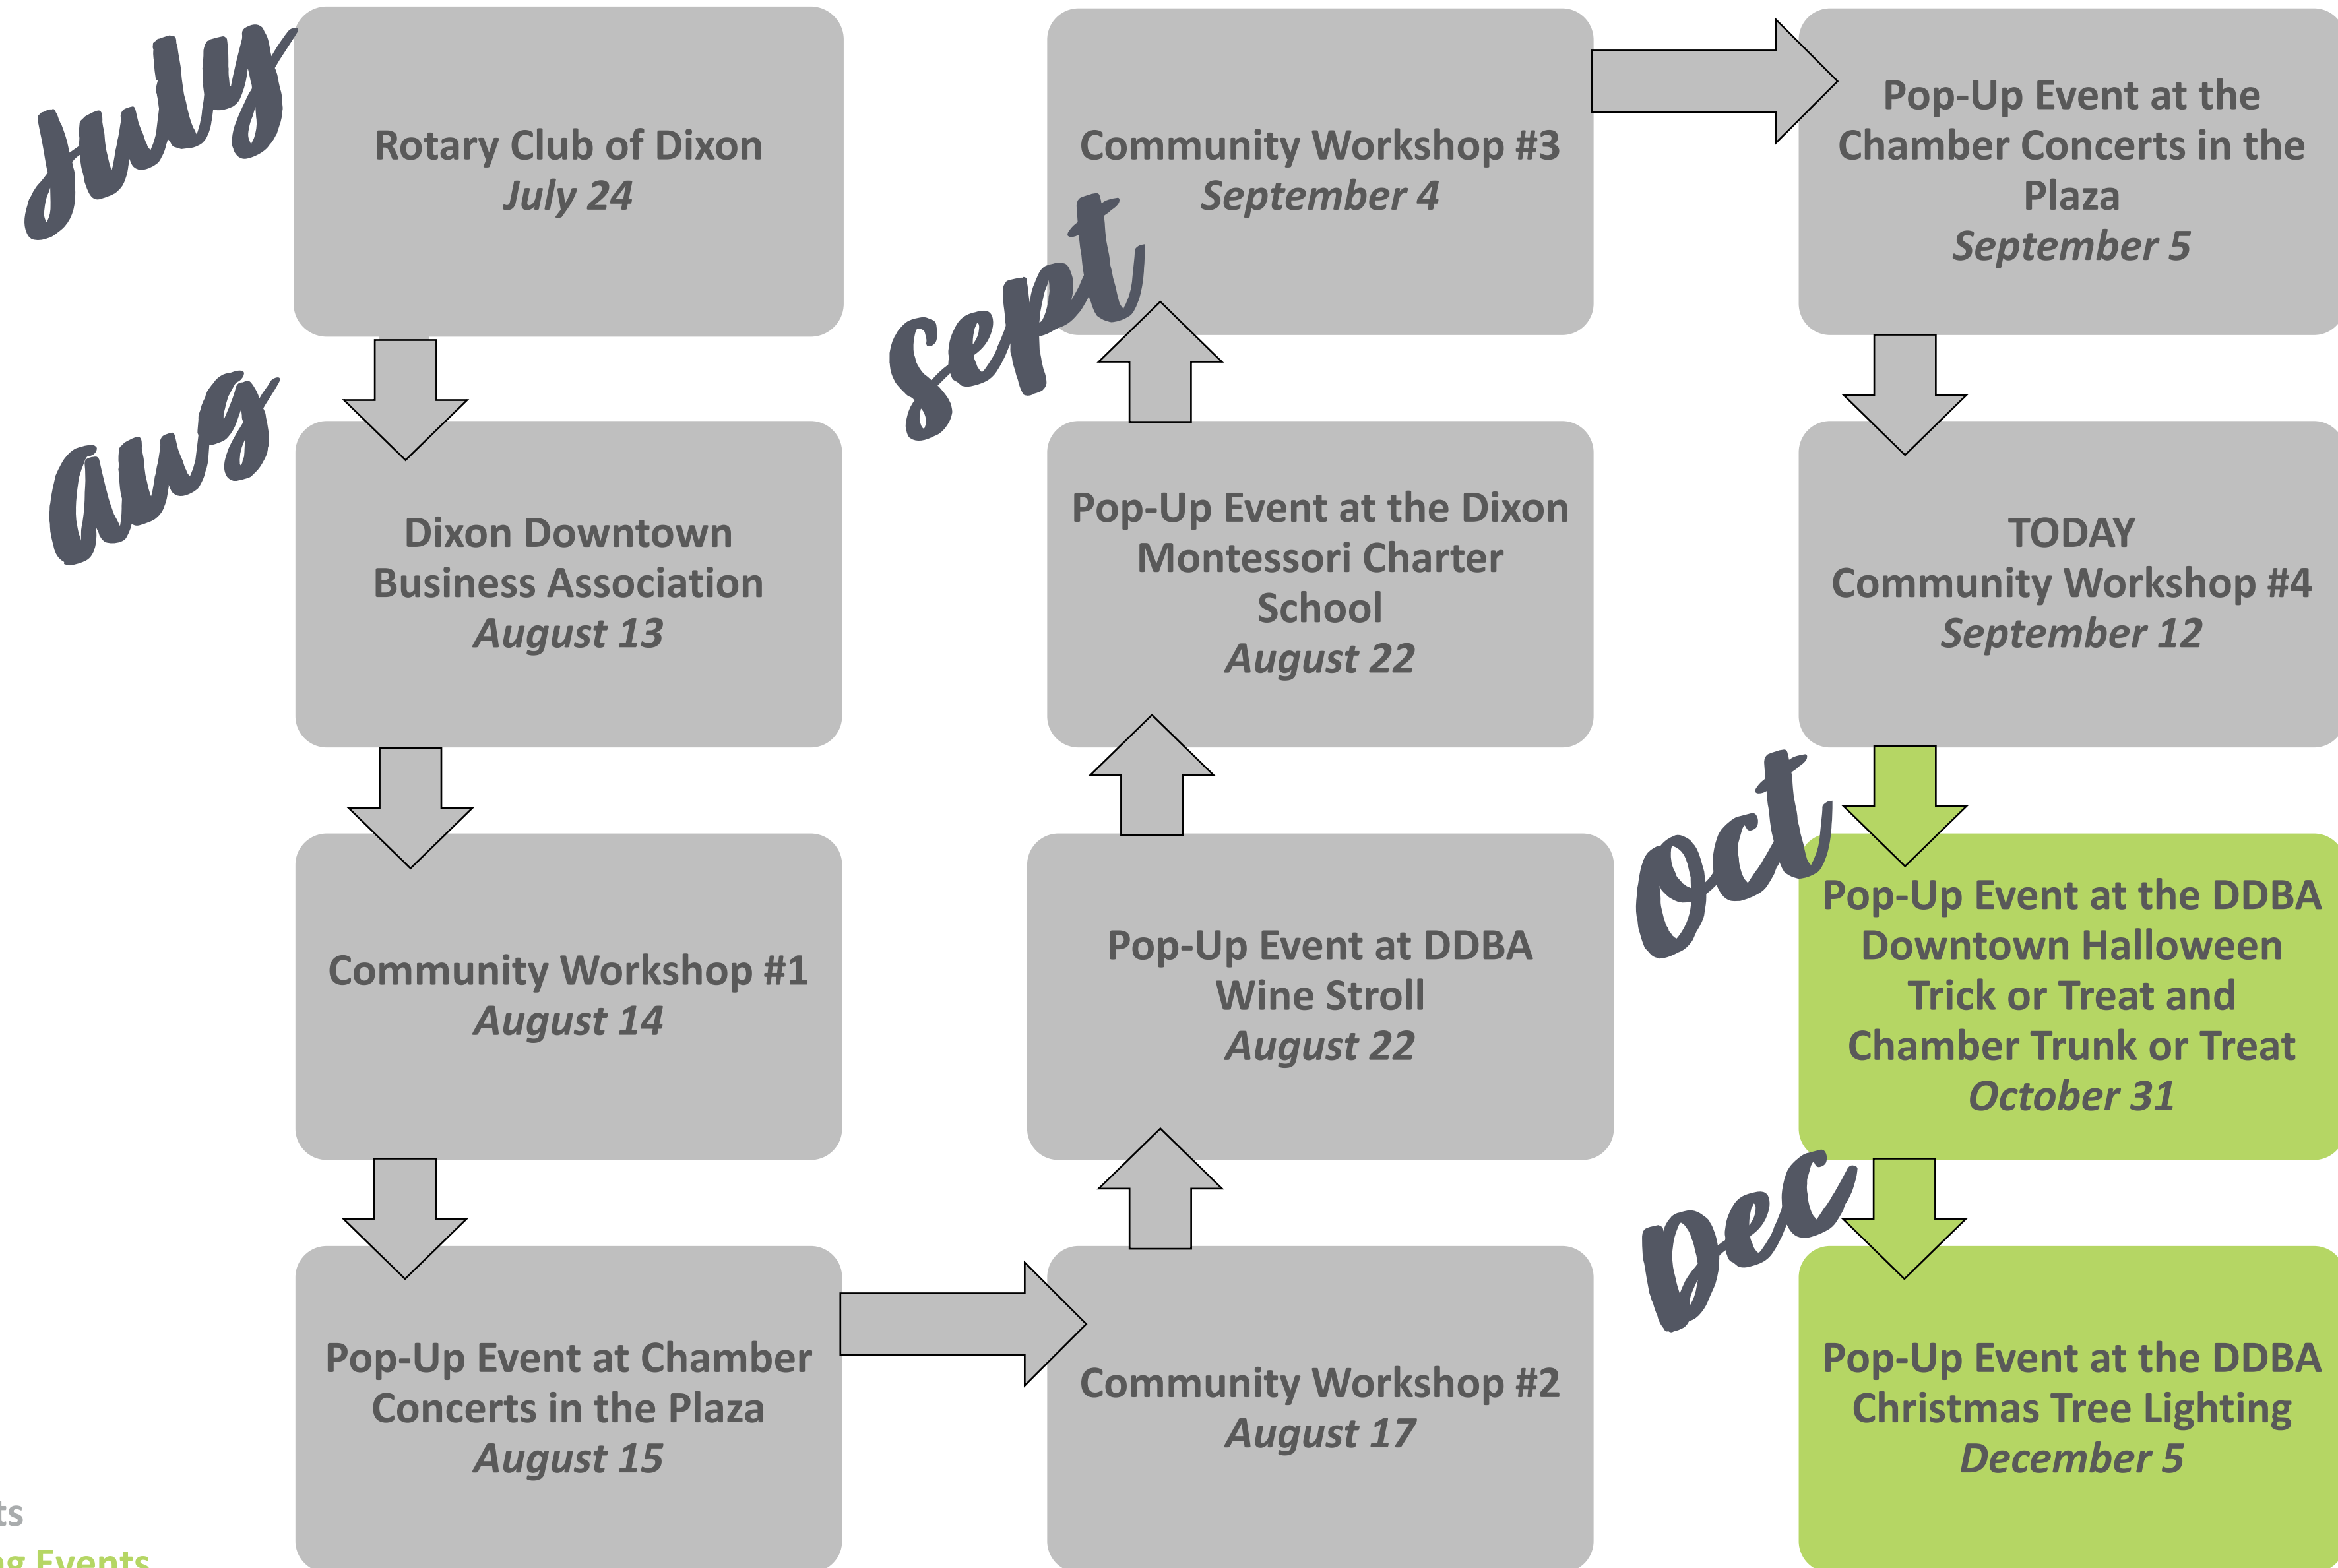 July
Rotary Club of Dixon
July 24
Aug
Dixon Downtown
Business Association
August 13
Community Workshop #1
August 14
Pop-Up Event at Chamber
Concerts in the Plaza
August 15
Community Workshop #2
August 17
Pop-Up Event at DDBA
Wine Stroll
August 22
Pop-Up Event at the Dixon
Montessori Charter
School
August 22
Sept
Community Workshop #3
September 4
Pop-Up Event at the
Chamber Concerts in the
Plaza
September 5
TODAY
Community Workshop #4
September 12
Oct
Pop-Up Event at the DDBA
Downtown Halloween
Trick or Treat and
Chamber Trunk or Treat
October 31
Dec
Pop-Up Event at the DDBA
Christmas Tree Lighting
December 5
Events